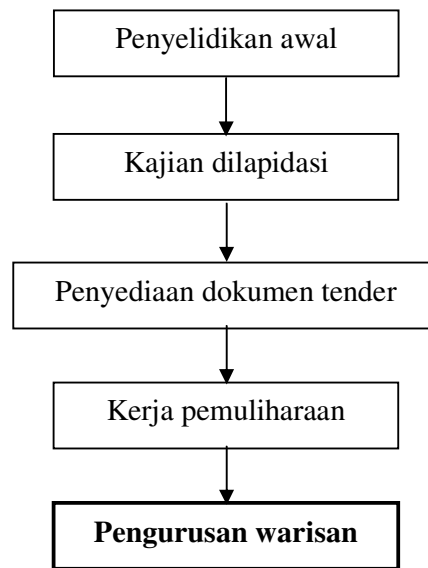 Penyelidikan awal
Kajian dilapidasi
Penyediaan dokumen tender
Kerja pemuliharaan
Pengurusan warisan